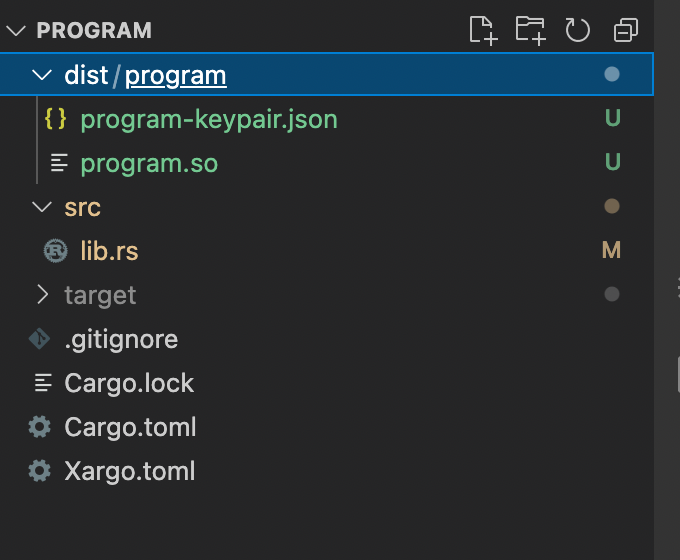 PROGRAM
dist/program
{} program-keypair.json U
program.so U
src
lib.rs M
target
.gitignore
Cargo.lock
Cargo.toml
Xargo.toml